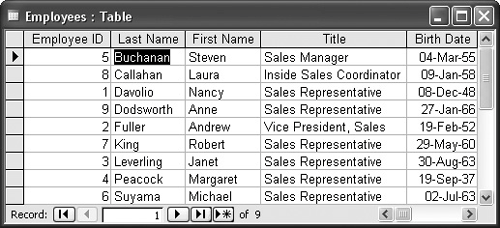 Employees : Table
Employee ID Last Name First Name Title Birth Date
5 Buchanan Steven Sales Manager 04-Mar-55
8 Callahan Laura Inside Sales Coordinator 09-Jan-58
1 Davolio Nancy Sales Representative 08-Dec-48
9 Dodsworth Anne Sales Representative 27-Jan-66
2 Fuller Andrew Vice President, Sales 19-Feb-52
7 King Robert Sales Representative 29-May-60
3 Leverling Janet Sales Representative 30-Aug-63
4 Peacock Margaret Sales Representative 19-Sep-37
6 Suyama Michael Sales Representative 02-Jul-63
Record: 1 of 9